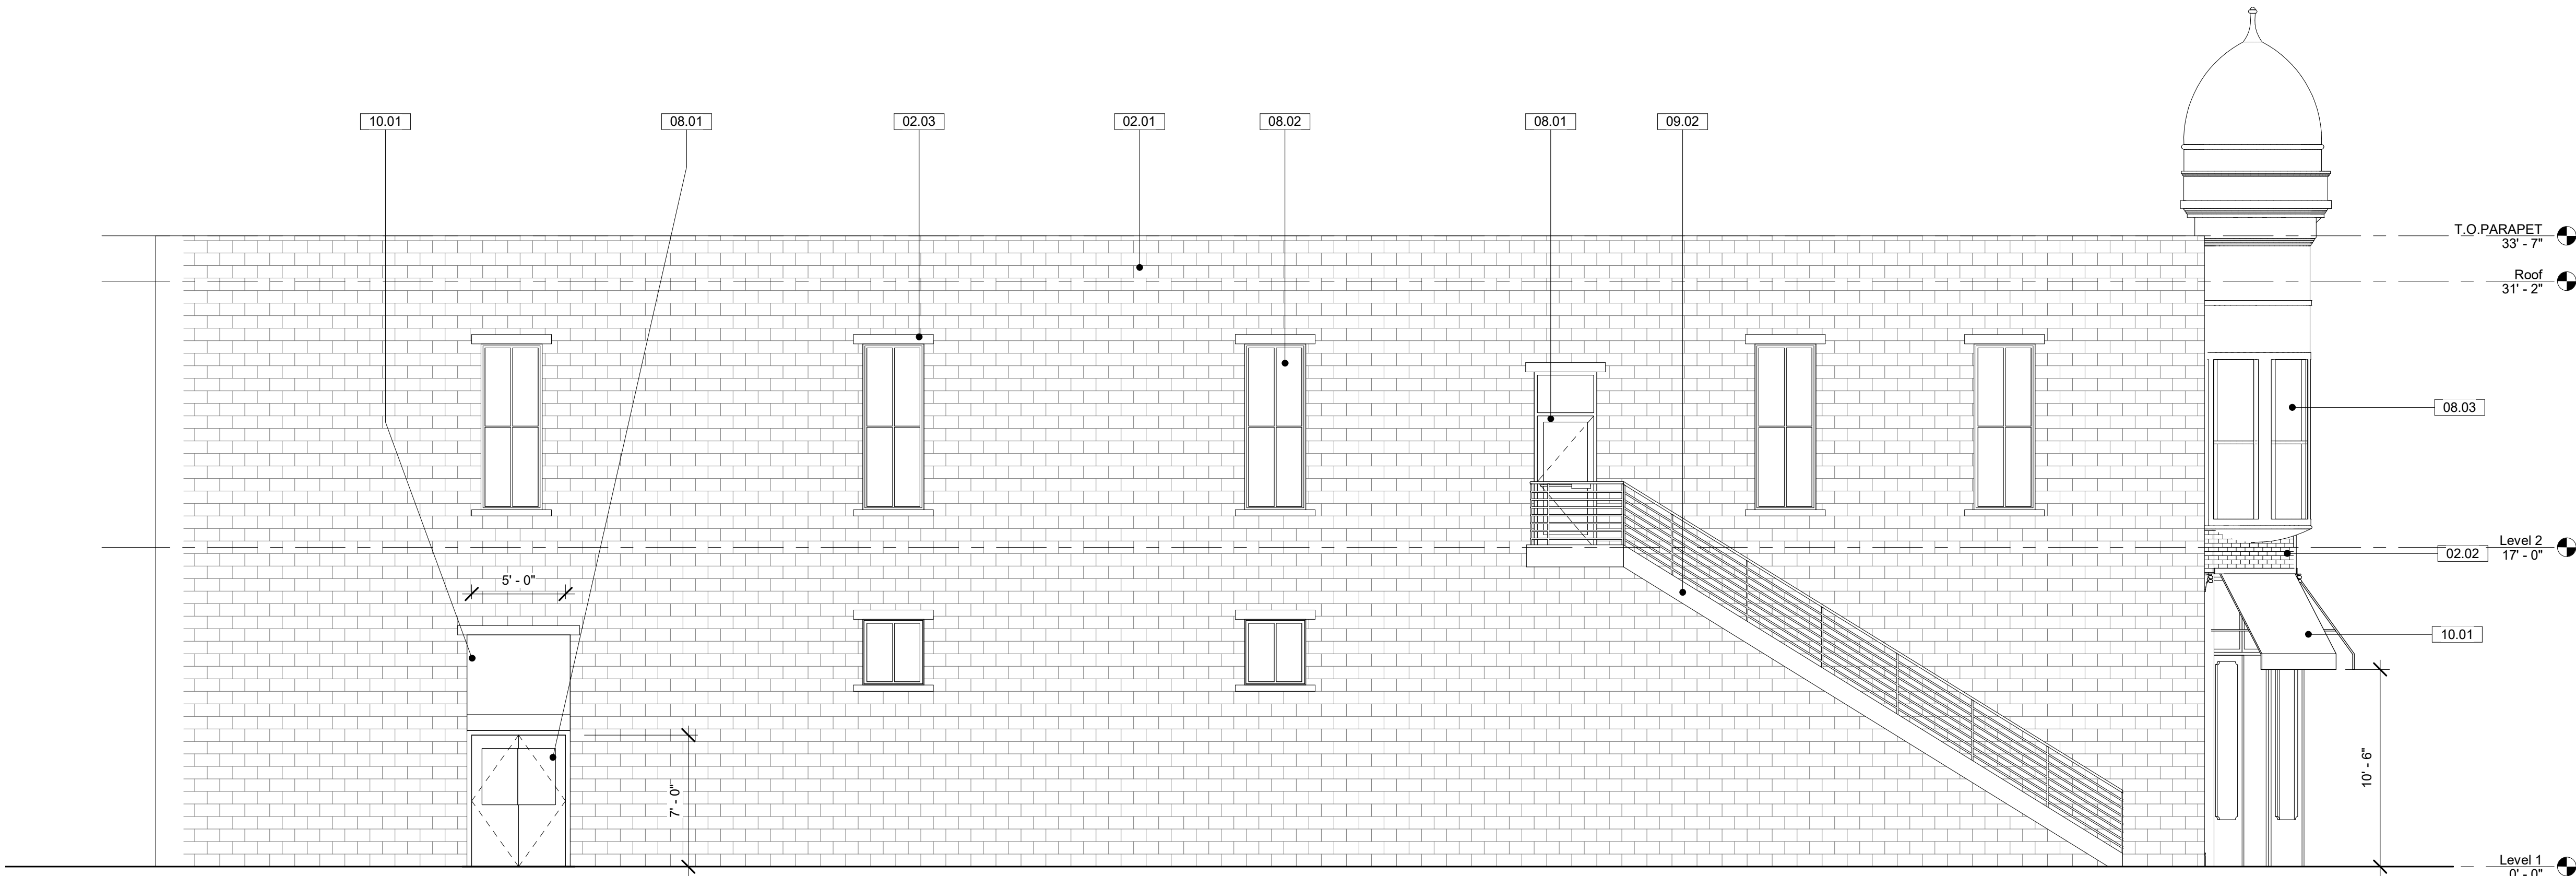 10.01
08.01
02.03
02.01
08.02
08.01
09.02
T.O.PARAPET
33' - 7"
Roof
31' - 2"
08.03
Level 2
17' - 0"
02.02
5' - 0"
10.01
7' - 0"
10' - 6"
Level 1
0' - 0"